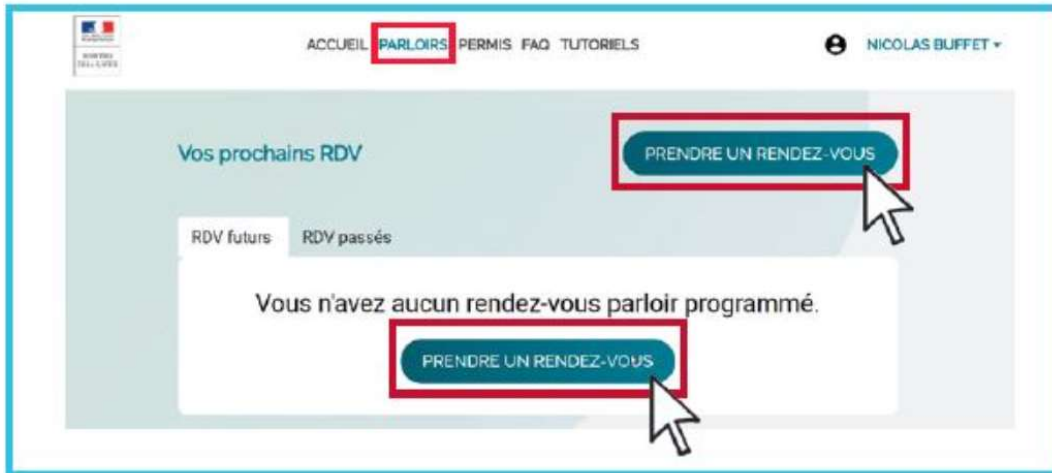 ACCUEIL PARLOIRS PERMIS FAQ TUTORIELS
NICOLAS BUFFET
Vos prochains RDV
PRENDRE UN RENDEZ-VOUS
RDV futurs RDV passés
Vous n'avez aucun rendez-vous parloir programmé.
PRENDRE UN RENDEZ-VOUS